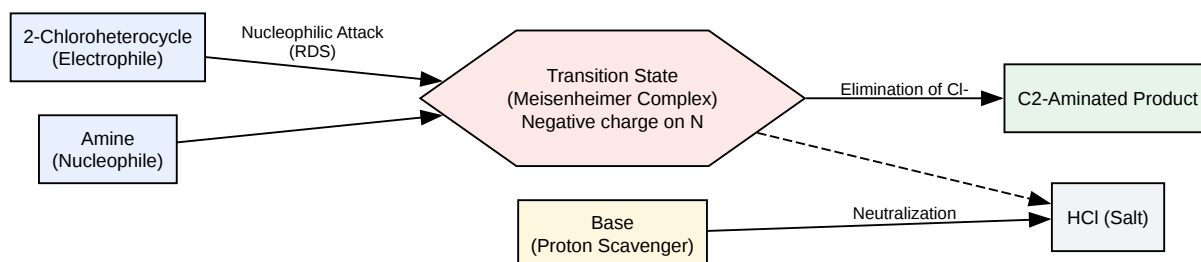 2-Chloroheterocycle
(Electrophile)
Nucleophilic Attack
(RDS)
Amine
(Nucleophile)
Transition State
(Meisenheimer Complex)
Negative charge on N
Elimination of Cl-
C2-Aminated Product
Base
(Proton Scavenger)
Neutralization
HCl (Salt)